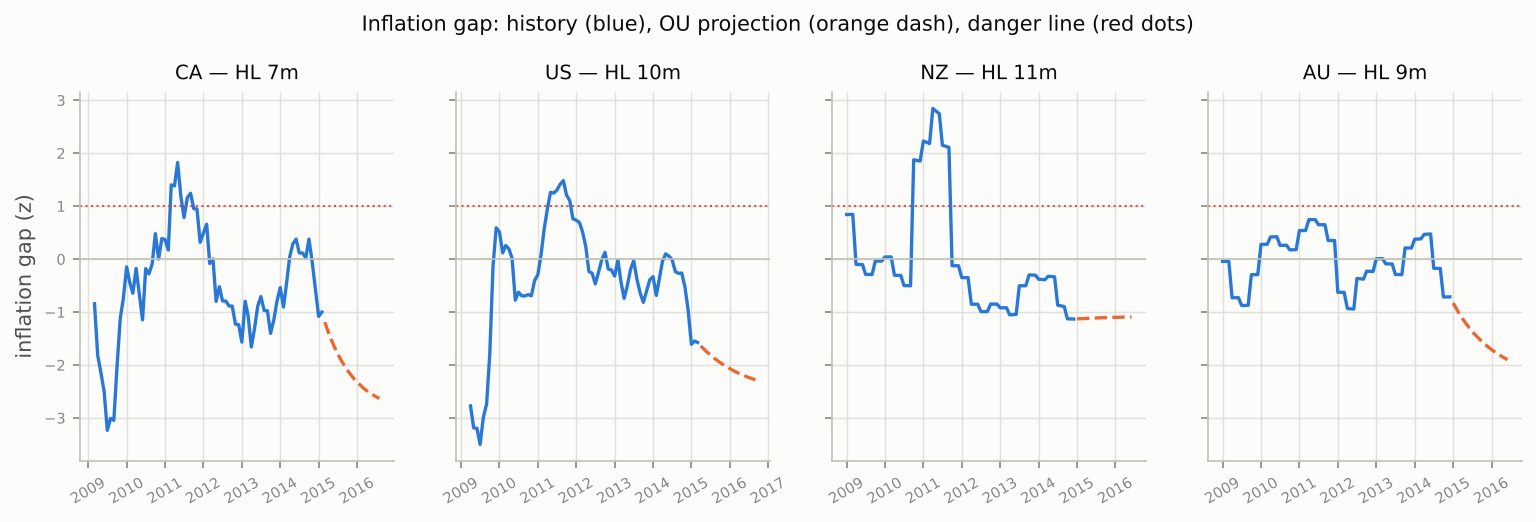 Inflation gap: history (blue), OU projection (orange dash), danger line (red dots)
CA — HL 7m
US — HL 10m
NZ — HL 11m
AU — HL 9m
inflation gap (z)
3
2
1
0
−1
−2
−3
2009 2010 2011 2012 2013 2014 2015 2016
2009 2010 2011 2012 2013 2014 2015 2016 2017
2009 2010 2011 2012 2013 2014 2015 2016
2009 2010 2011 2012 2013 2014 2015 2016